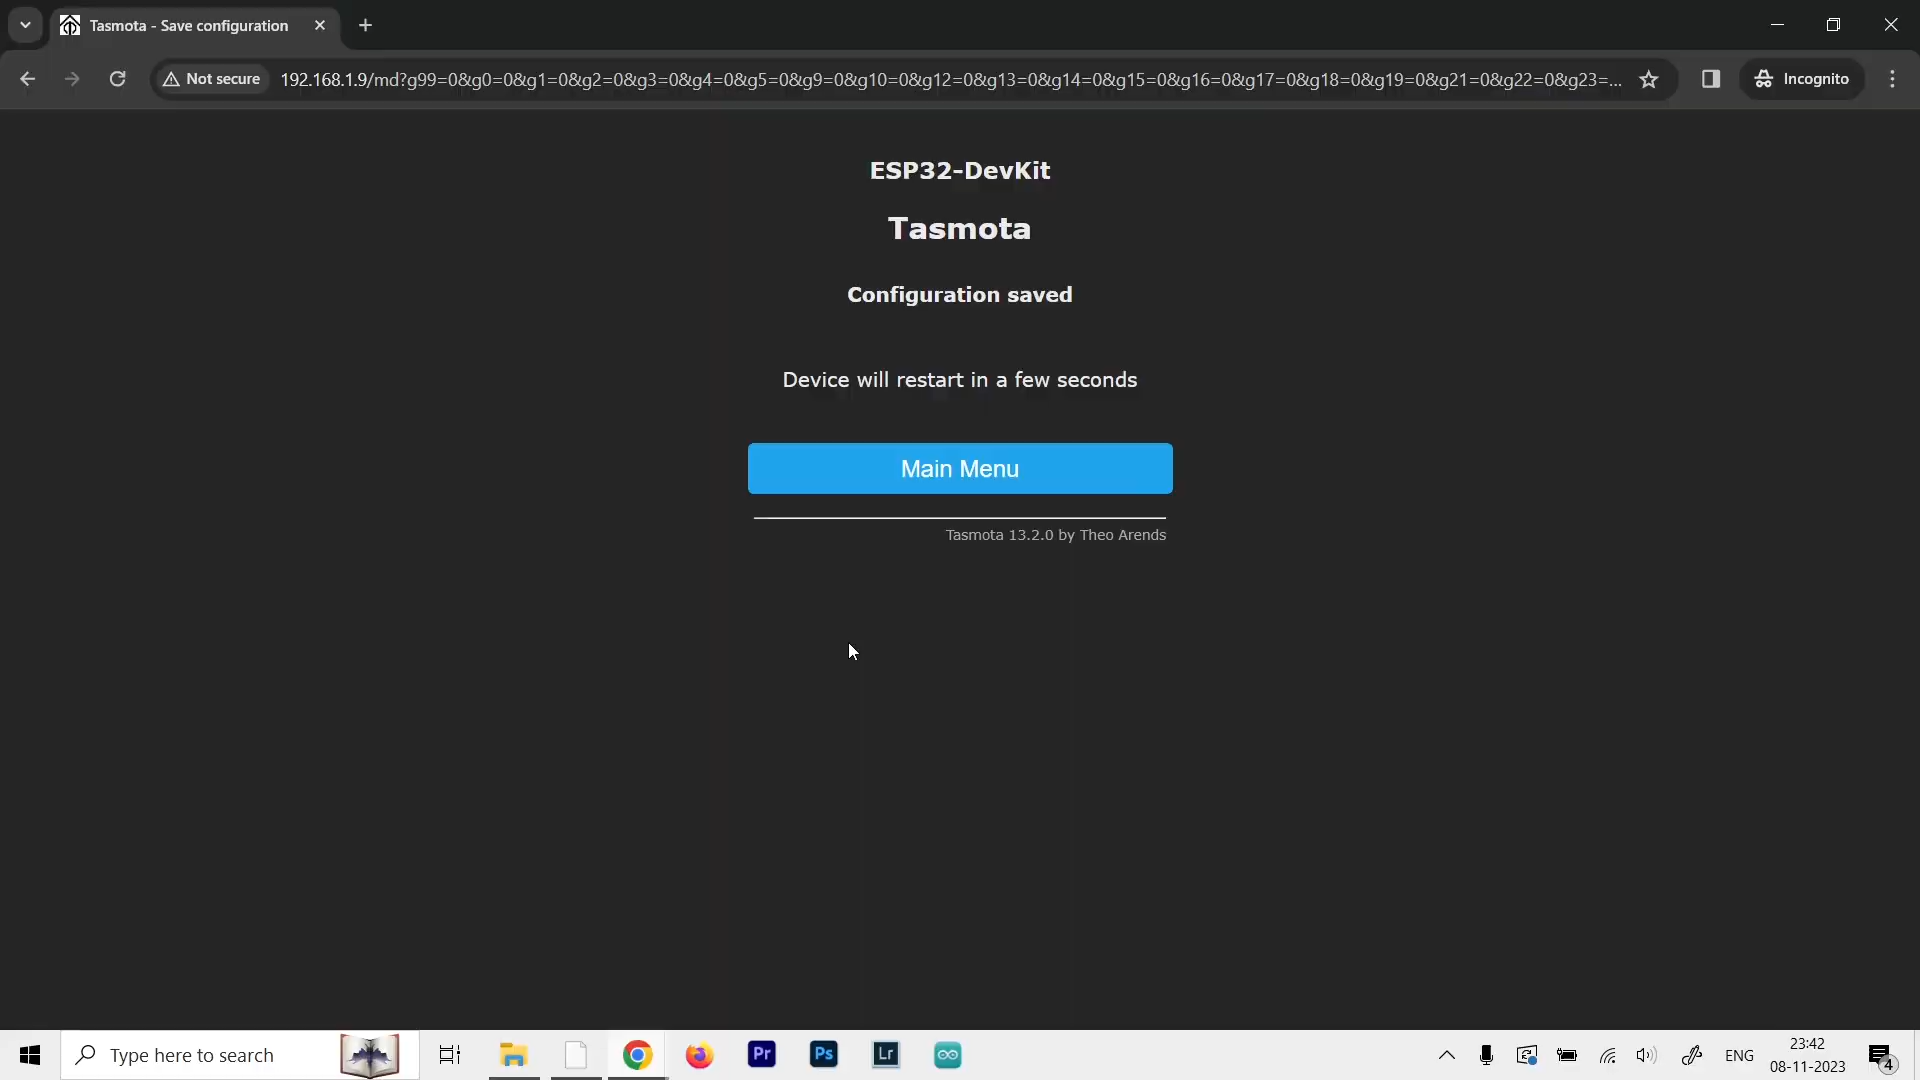 Tasmota - Save configuration
Not secure
192.168.1.9/md?g99=0&g0=0&g1=0&g2=0&g3=0&g4=0&g5=0&g9=0&g10=0&g12=0&g13=0&g14=0&g15=0&g16=0&g17=0&g18=0&g19=0&g21=0&g22=0&g23=...
Incognito
ESP32-DevKit
Tasmota
Configuration saved
Device will restart in a few seconds
Main Menu
Tasmota 13.2.0 by Theo Arends
Type here to search
Pr
Ps
Lr
ENG
23:42
08-11-2023
4